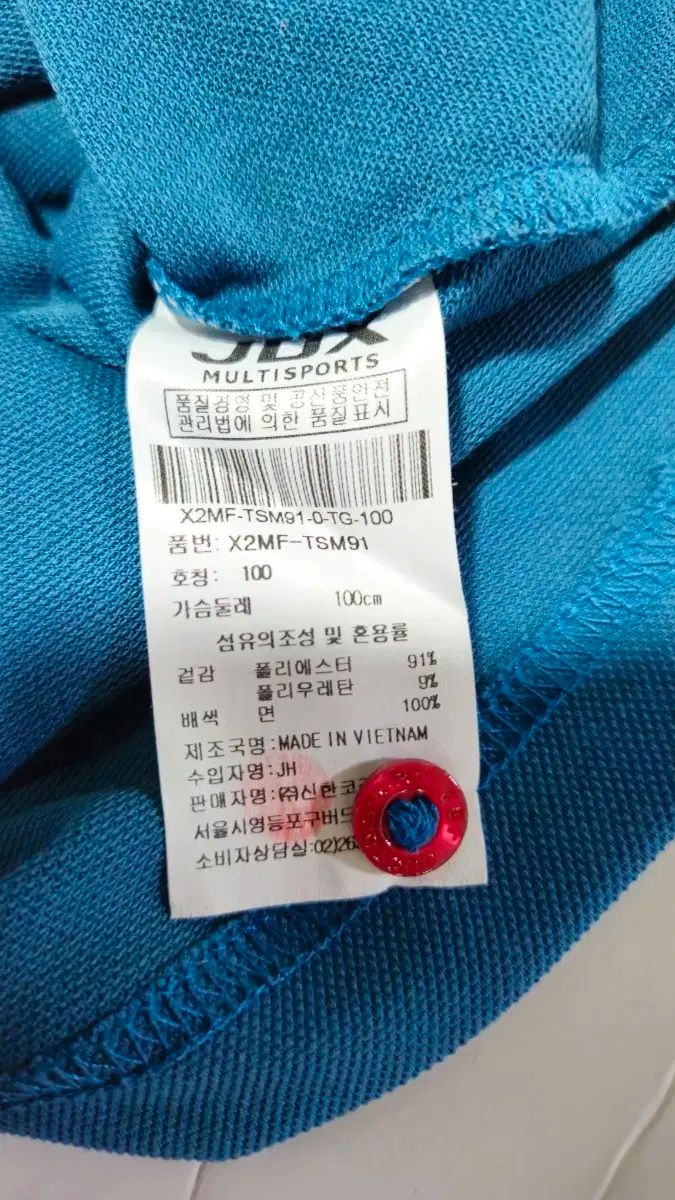 JDX
MULTISPORTS
품질경영 및 공산품안전
관리법에 의한 품질표시
X2MF-TSM91-0-TG-100
품번: X2MF-TSM91
호칭: 100
가슴둘레 100cm
섬유의조성 및 혼용률
겉감 폴리에스터 91%
폴리우레탄 9%
배색 면 100%
제조국명:MADE IN VIETNAM
수입자명:JH
판매자명:㈜신한코
서울시영등포구버드
소비자상담실:02)26